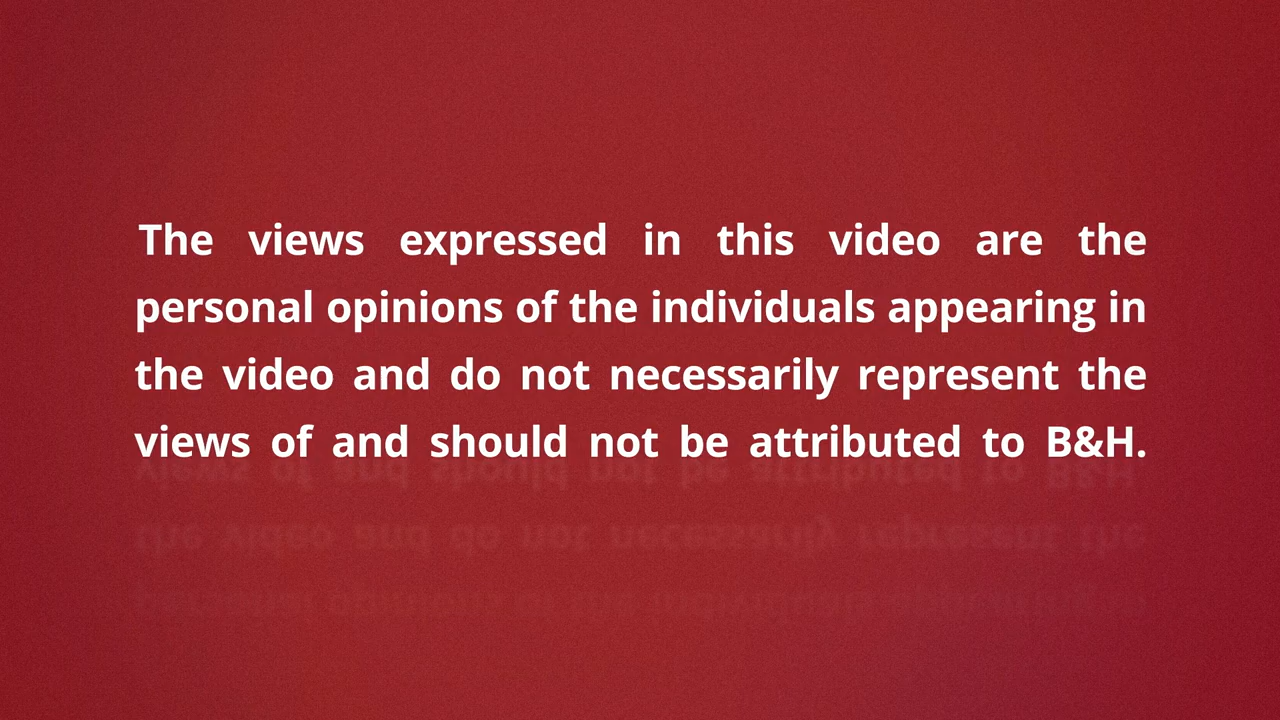 The views expressed in this video are the
personal opinions of the individuals appearing in
the video and do not necessarily represent the
views of and should not be attributed to B&H.